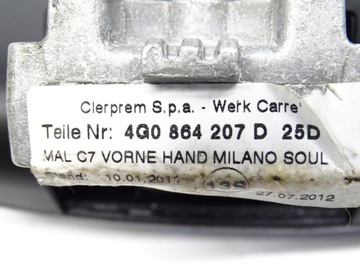 Clerprem S.p.a. - Werk Carre'
Teile Nr: 4G0 864 207 D 25D
MAL C7 VORNE HAND MILANO SOUL
Stand: 10.01.2011
27.07.2012